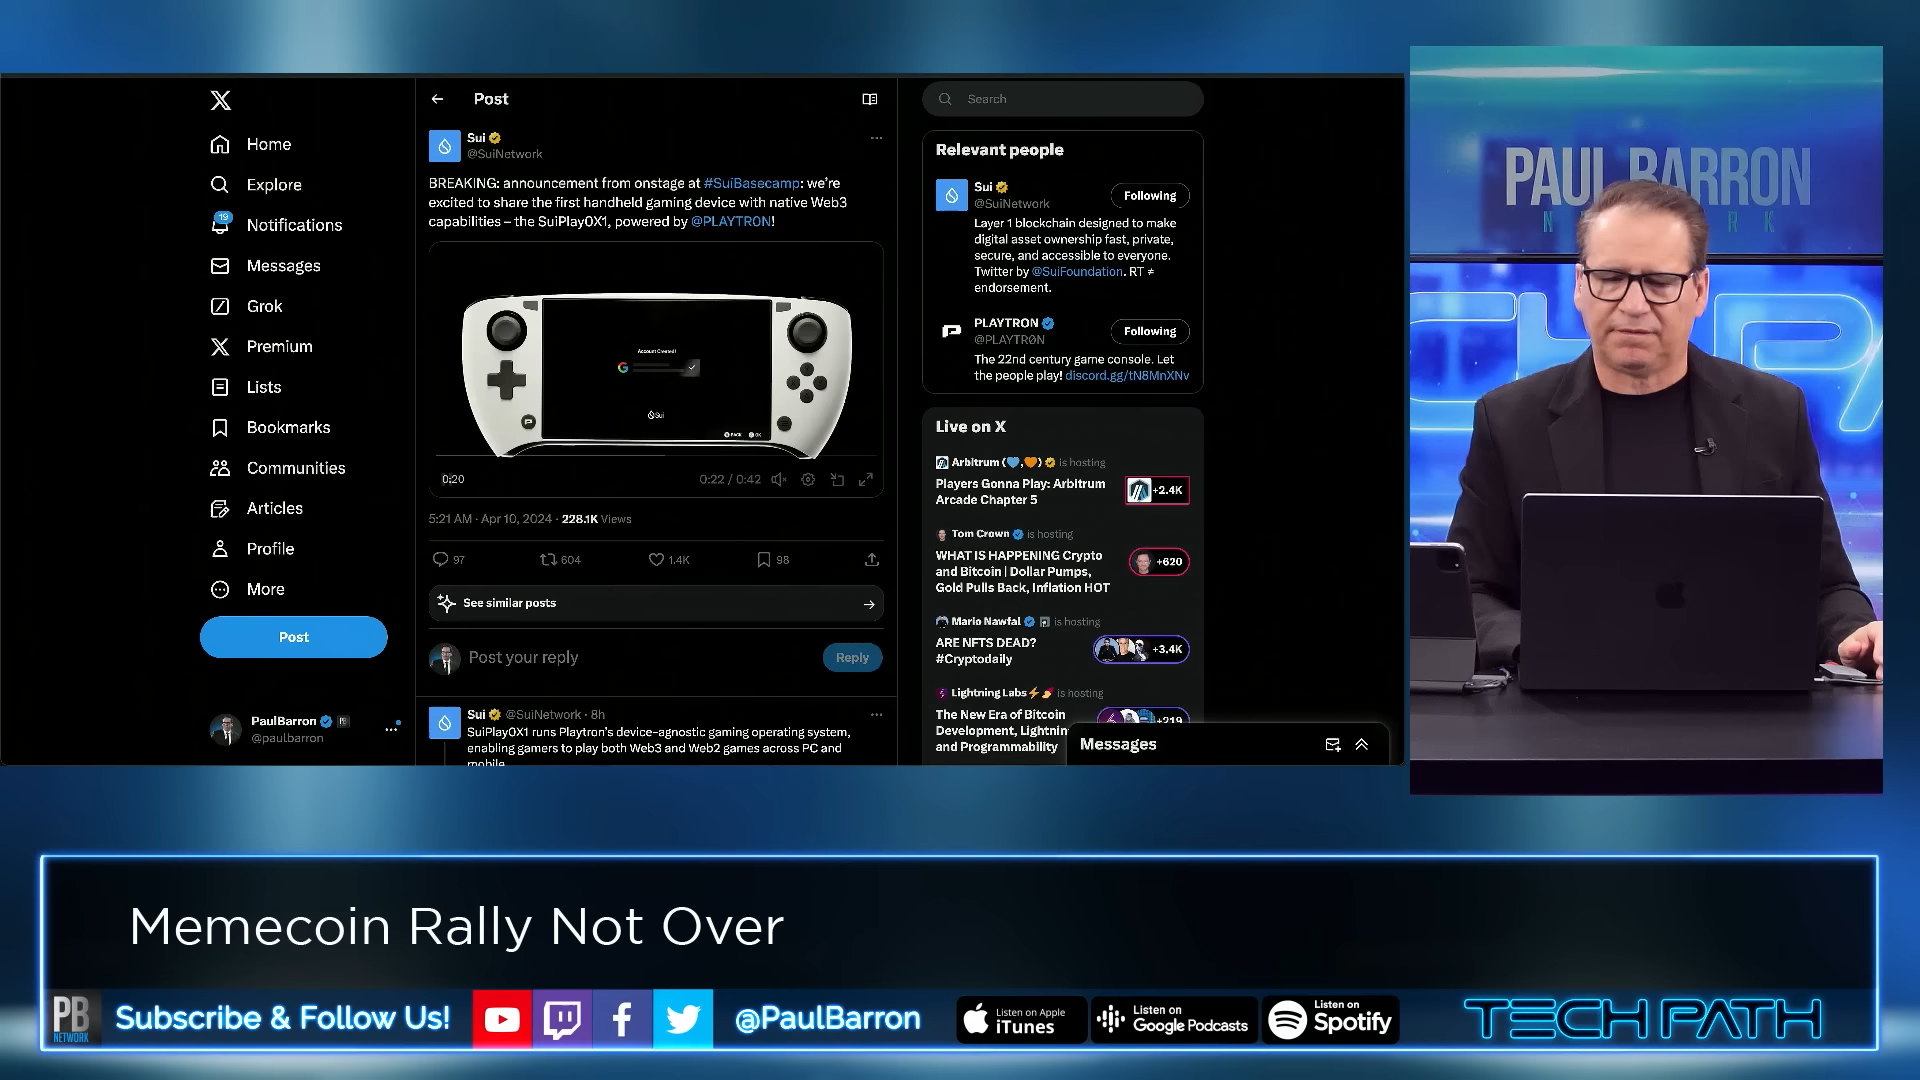 Home
Explore
19
Notifications
Messages
Grok
Premium
Lists
Bookmarks
Communities
Articles
Profile
More
Post
PaulBarron
@paulbarron
Post
Sui
@SuiNetwork
BREAKING: announcement from onstage at #SuiBasecamp: we're
excited to share the first handheld gaming device with native Web3
capabilities – the SuiPlay0X1, powered by @PLAYTR0N!
Account Created!
Sui
BACK OK
0:20
0:22 / 0:42
5:21 AM · Apr 10, 2024 · 228.1K Views
97
604
1.4K
98
See similar posts
Post your reply
Reply
Sui @SuiNetwork · 8h
SuiPlay0X1 runs Playtron's device-agnostic gaming operating system,
enabling gamers to play both Web3 and Web2 games across PC and
mobile.
Search
Relevant people
Sui
@SuiNetwork
Following
Layer 1 blockchain designed to make
digital asset ownership fast, private,
secure, and accessible to everyone.
Twitter by @SuiFoundation. RT ≠
endorsement.
PLAYTRON
@PLAYTR0N
Following
The 22nd century game console. Let
the people play! discord.gg/tN8MnXNv
Live on X
Arbitrum (💙,🧡) is hosting
Players Gonna Play: Arbitrum
Arcade Chapter 5
+2.4K
Tom Crown is hosting
WHAT IS HAPPENING Crypto
and Bitcoin | Dollar Pumps,
Gold Pulls Back, Inflation HOT
+620
Mario Nawfal is hosting
ARE NFTS DEAD?
#Cryptodaily
+3.4K
Lightning Labs⚡ is hosting
The New Era of Bitcoin
Development, Lightnin
and Programmability
+219
Messages
PAUL BARRON
Memecoin Rally Not Over
PB
NETWORK
Subscribe & Follow Us!
@PaulBarron
Listen on Apple
iTunes
Listen on
Google Podcasts
Listen on
Spotify
TECH PATH